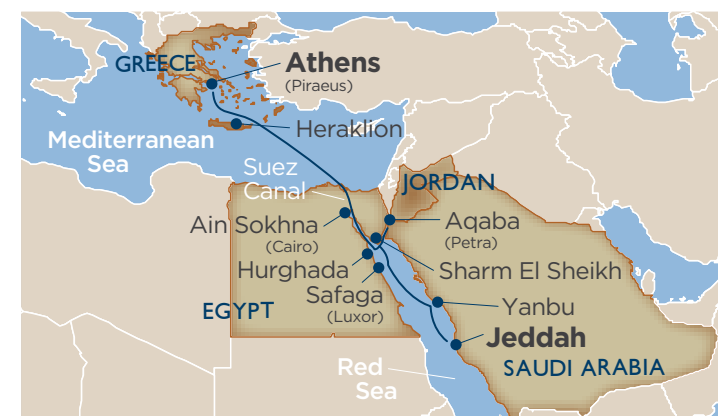 GREECE
Athens
(Piraeus)
Heraklion
Mediterranean
Sea
Suez
Canal
JORDAN
Ain Sokhna
(Cairo)
Aqaba
(Petra)
Hurghada
Sharm El Sheikh
Safaga
(Luxor)
EGYPT
Yanbu
Jeddah
SAUDI ARABIA
Red
Sea